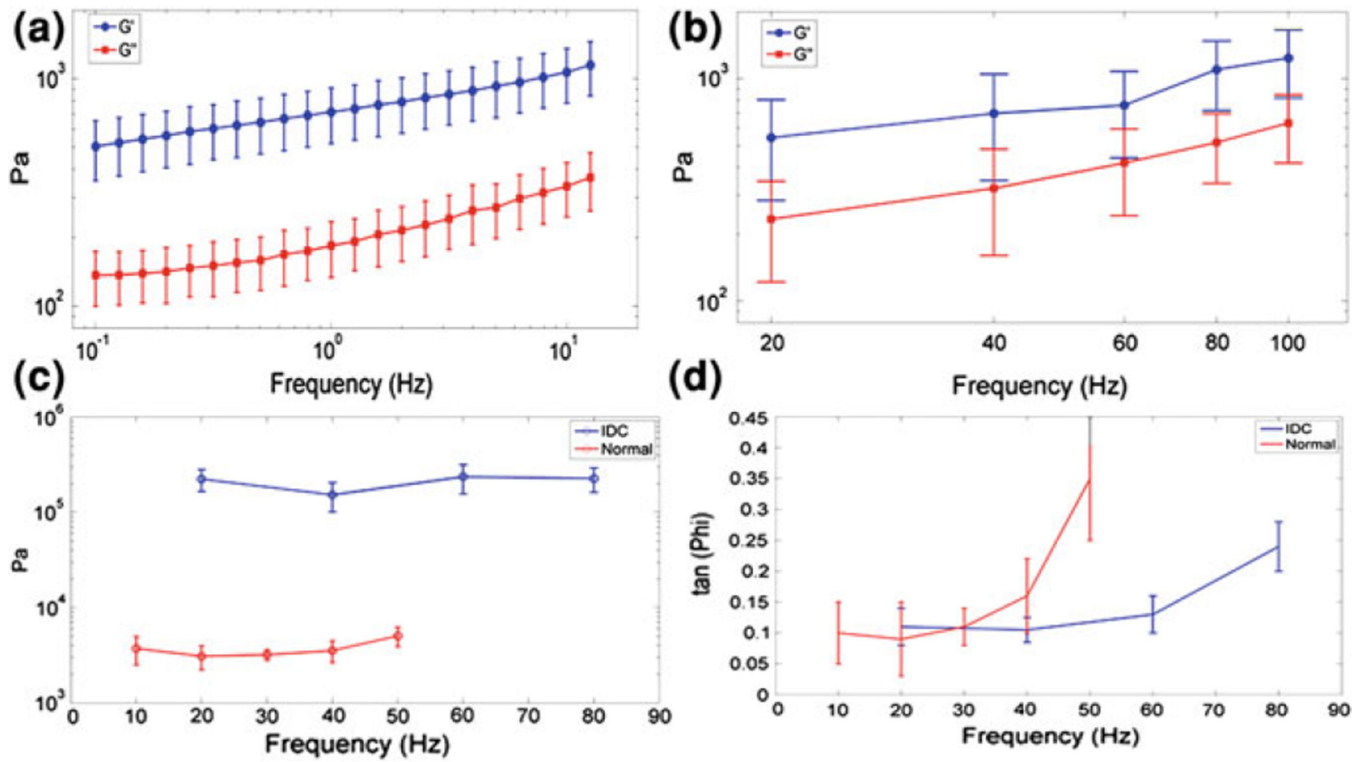 (a)
G'
G"
10³
10²
Pa
10⁻¹ 10⁰ 10¹
Frequency (Hz)
(b)
G'
G"
10³
10²
Pa
20 40 60 80 100
Frequency (Hz)
(c)
IDC
Normal
10⁶
10⁵
10⁴
10³
Pa
0 10 20 30 40 50 60 70 80 90
Frequency (Hz)
(d)
IDC
Normal
0.45
0.4
0.35
0.3
0.25
0.2
0.15
0.1
0.05
0
tan (Phi)
0 10 20 30 40 50 60 70 80 90
Frequency (Hz)